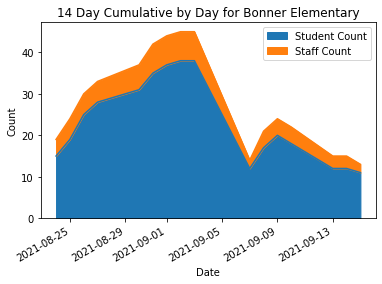 14 Day Cumulative by Day for Bonner Elementary
Student Count
Staff Count
Count
40
30
20
10
0
2021-08-25
2021-08-29
2021-09-01
2021-09-05
2021-09-09
2021-09-13
Date